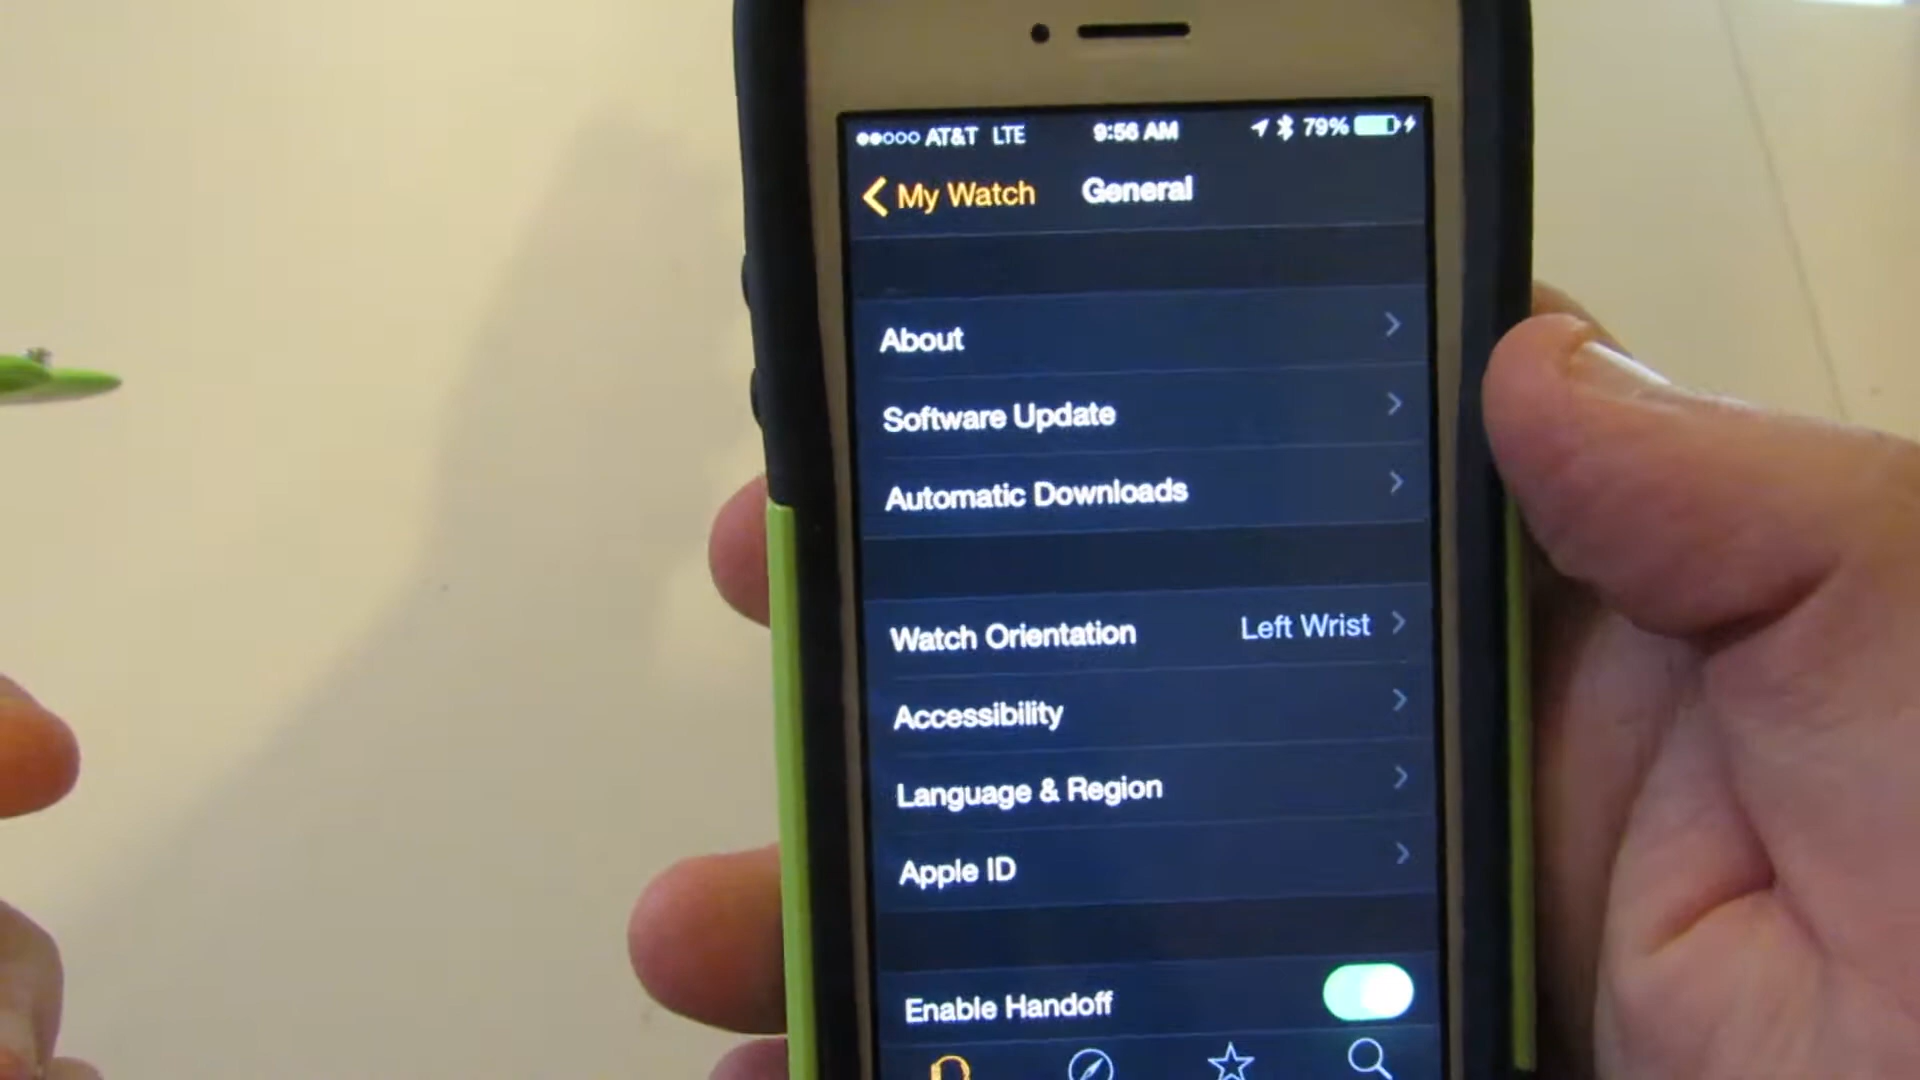 AT&T LTE 9:56 AM 79%
My Watch General
About
Software Update
Automatic Downloads
Watch Orientation Left Wrist
Accessibility
Language & Region
Apple ID
Enable Handoff